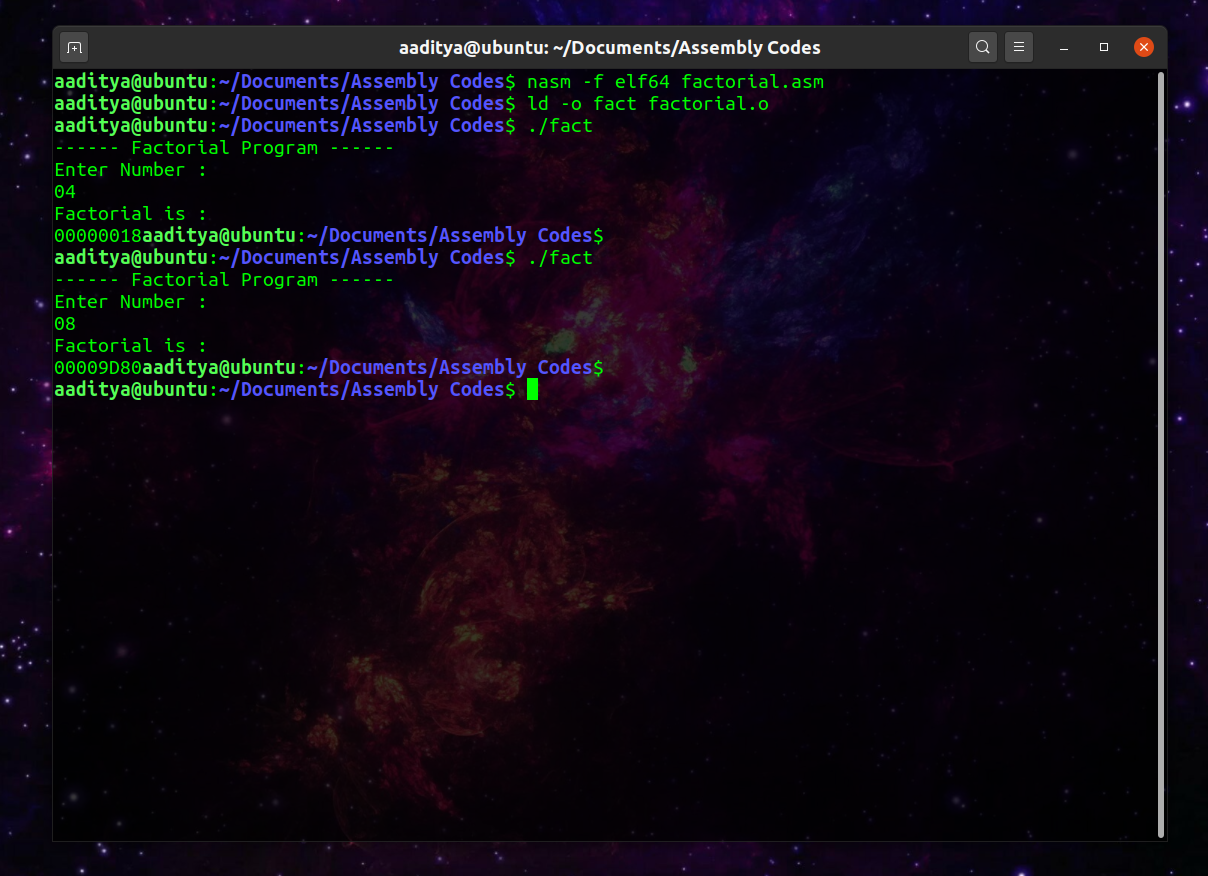 aaditya@ubuntu: ~/Documents/Assembly Codes
aaditya@ubuntu:~/Documents/Assembly Codes$ nasm -f elf64 factorial.asm
aaditya@ubuntu:~/Documents/Assembly Codes$ ld -o fact factorial.o
aaditya@ubuntu:~/Documents/Assembly Codes$ ./fact
------ Factorial Program ------
Enter Number :
04
Factorial is :
00000018aaditya@ubuntu:~/Documents/Assembly Codes$
aaditya@ubuntu:~/Documents/Assembly Codes$ ./fact
------ Factorial Program ------
Enter Number :
08
Factorial is :
00009D80aaditya@ubuntu:~/Documents/Assembly Codes$
aaditya@ubuntu:~/Documents/Assembly Codes$